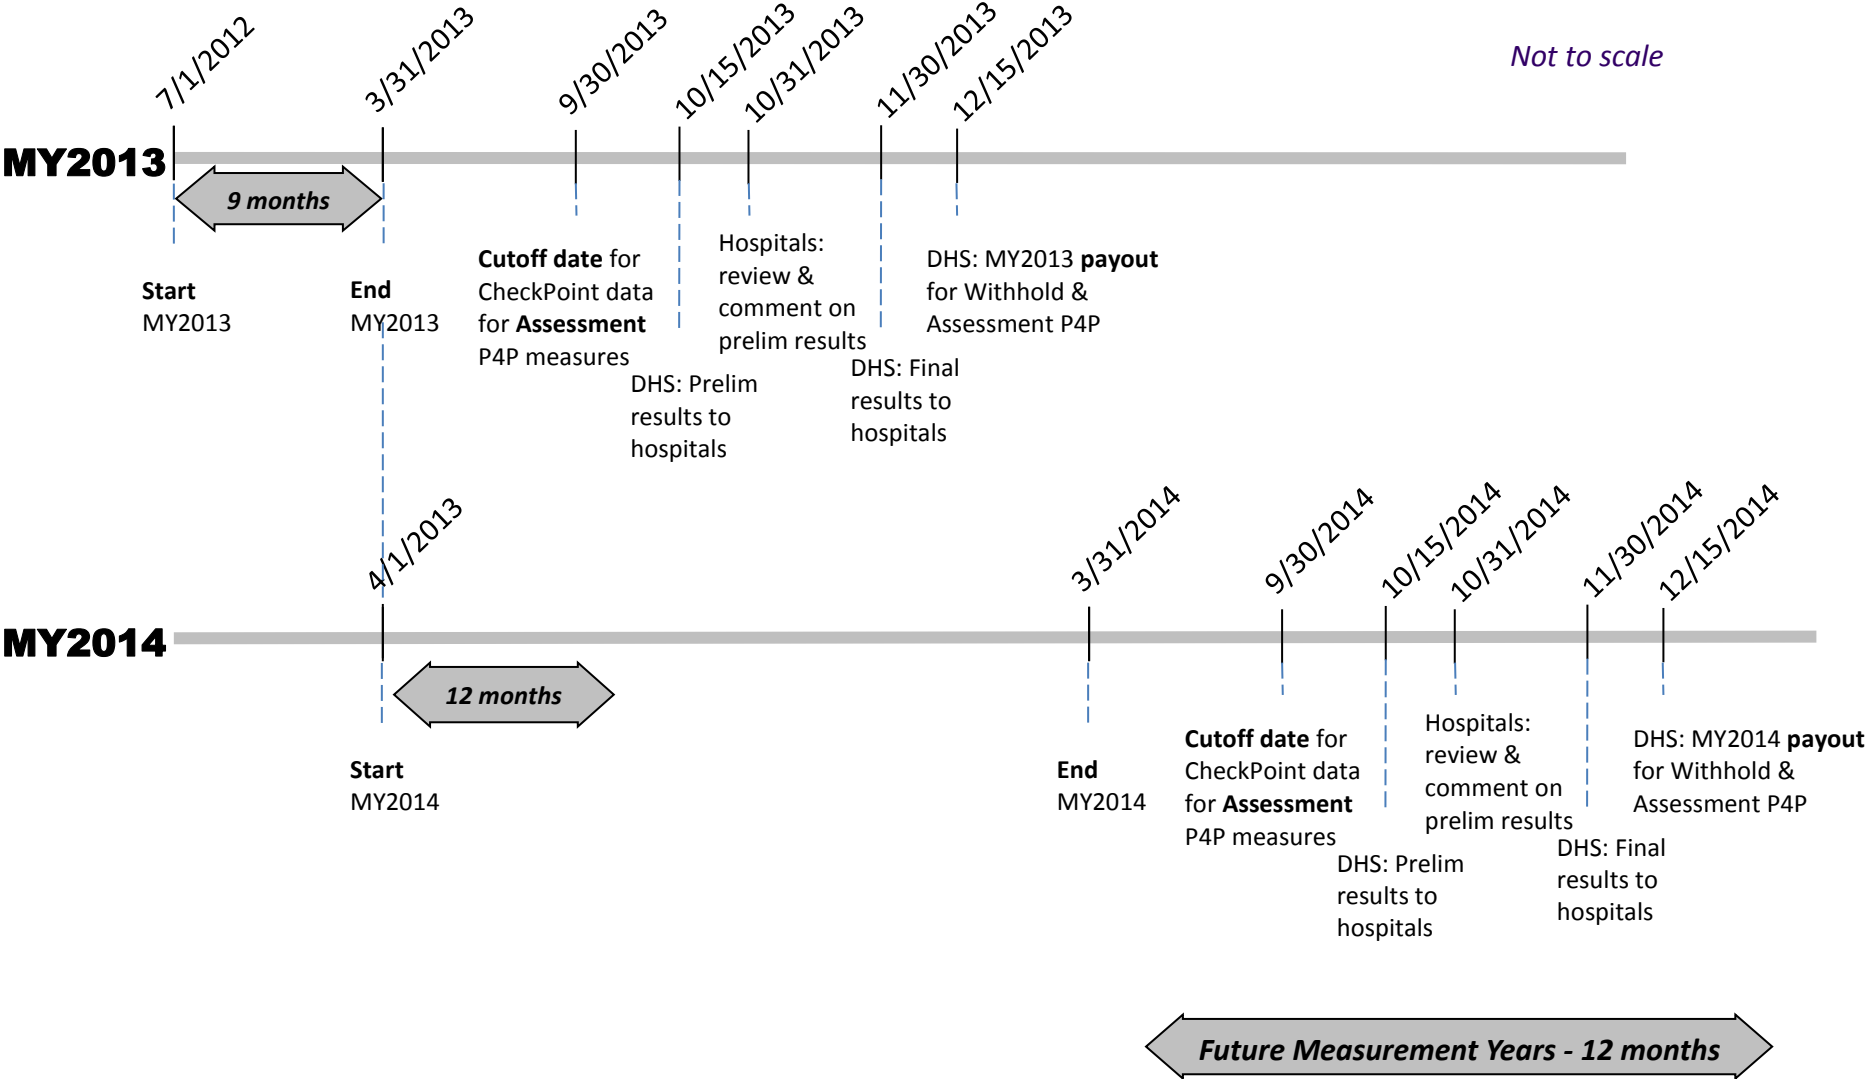 Not to scale
7/1/2012
3/31/2013
9/30/2013
10/15/2013
10/31/2013
11/30/2013
12/15/2013
MY2013
9 months
Start
MY2013
End
MY2013
Cutoff date for
CheckPoint data
for Assessment
P4P measures
DHS: Prelim
results to
hospitals
Hospitals:
review &
comment on
prelim results
DHS: Final
results to
hospitals
DHS: MY2013 payout
for Withhold &
Assessment P4P
4/1/2013
3/31/2014
9/30/2014
10/15/2014
10/31/2014
11/30/2014
12/15/2014
MY2014
12 months
Start
MY2014
End
MY2014
Cutoff date for
CheckPoint data
for Assessment
P4P measures
DHS: Prelim
results to
hospitals
Hospitals:
review &
comment on
prelim results
DHS: Final
results to
hospitals
DHS: MY2014 payout
for Withhold &
Assessment P4P
Future Measurement Years - 12 months